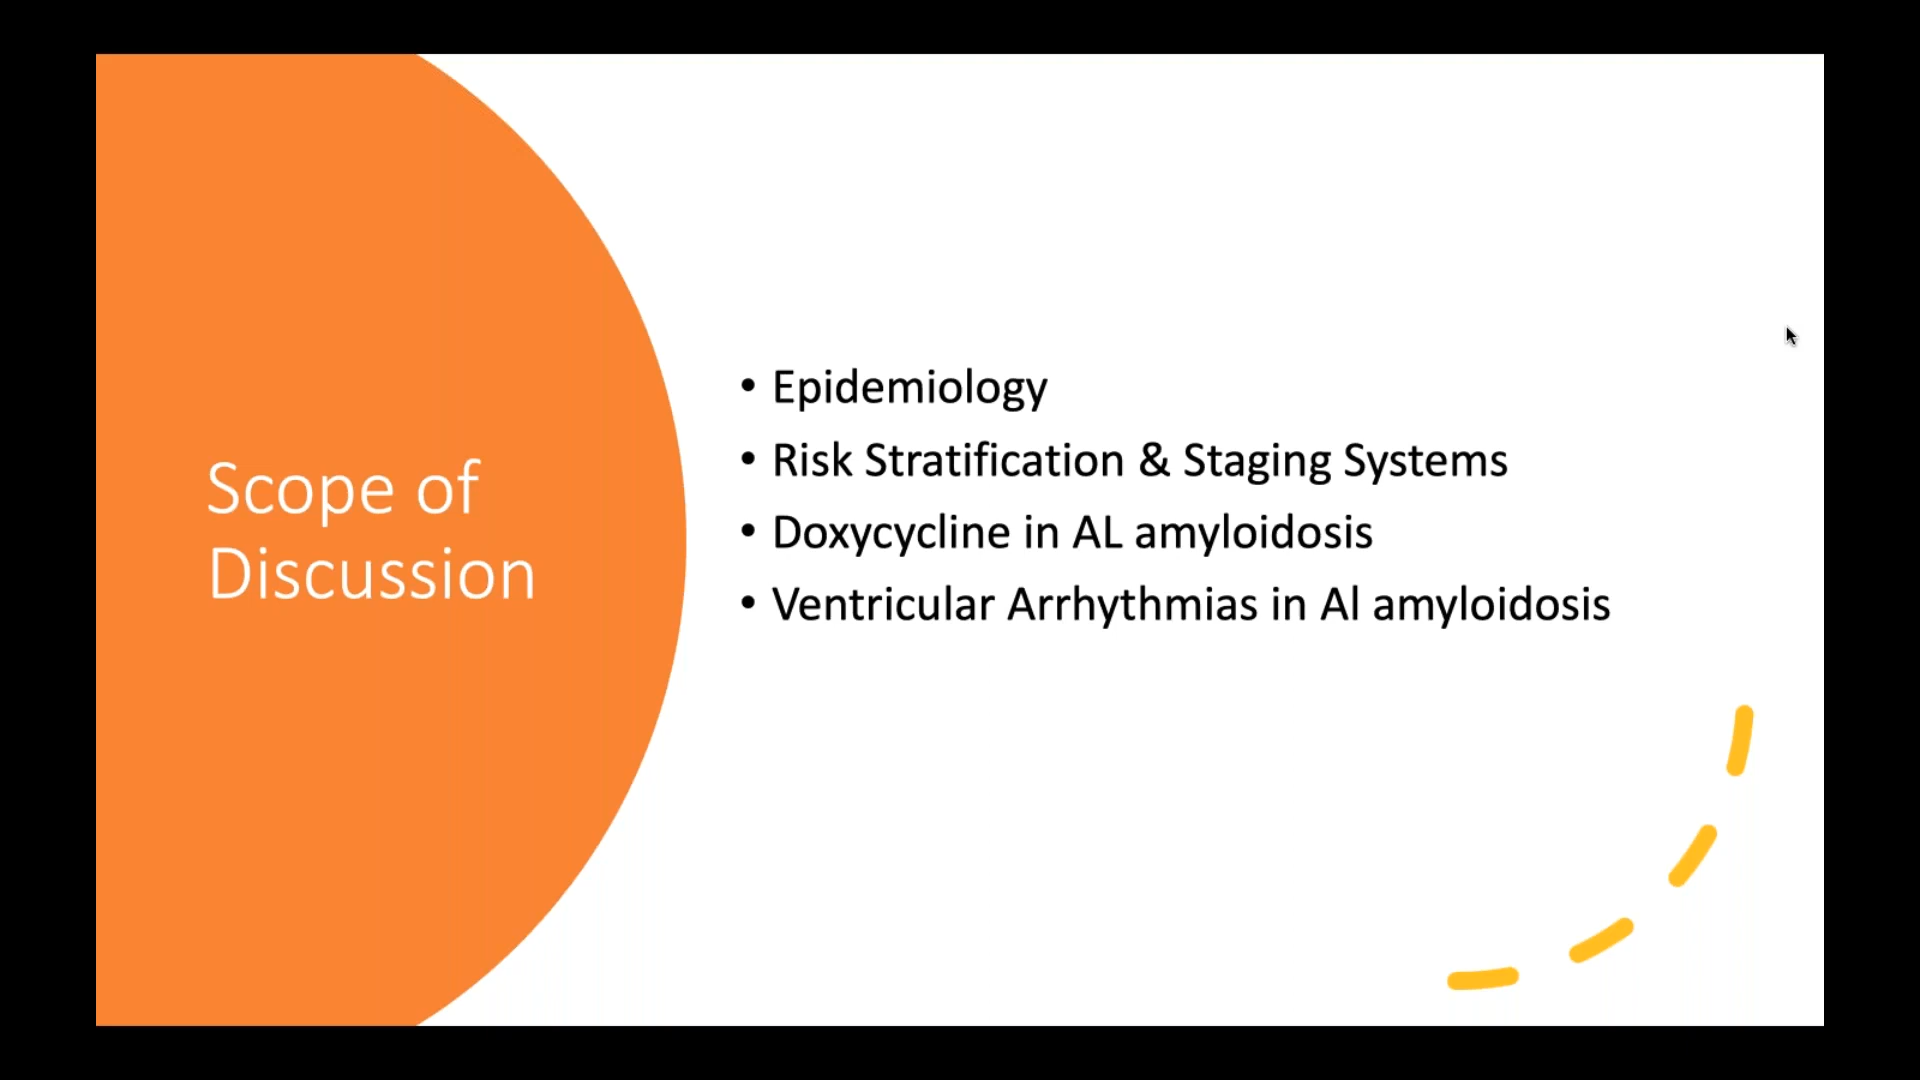 Scope of
Discussion
• Epidemiology
• Risk Stratification & Staging Systems
• Doxycycline in AL amyloidosis
• Ventricular Arrhythmias in Al amyloidosis